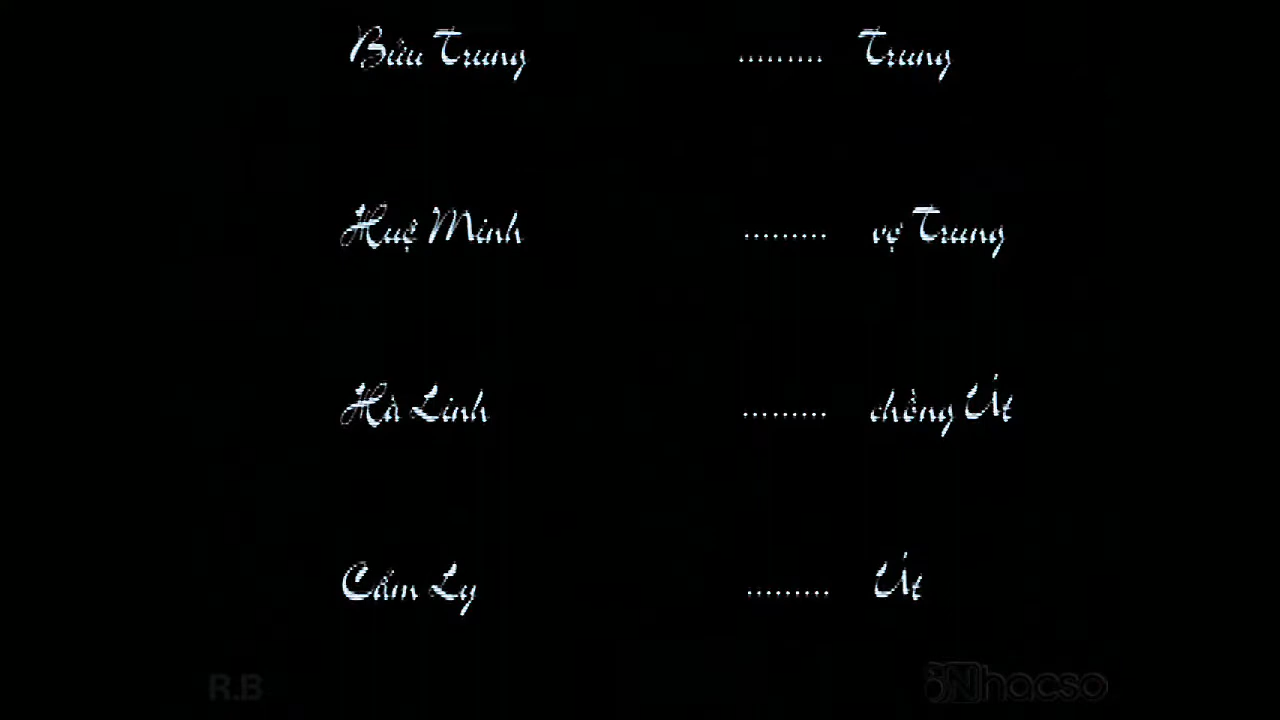 Bửu Trung ......... Trung
Huệ Minh ......... vợ Trung
Hà Linh ......... chồng Út
Cẩm Ly ......... Út
R.B
Nhacso